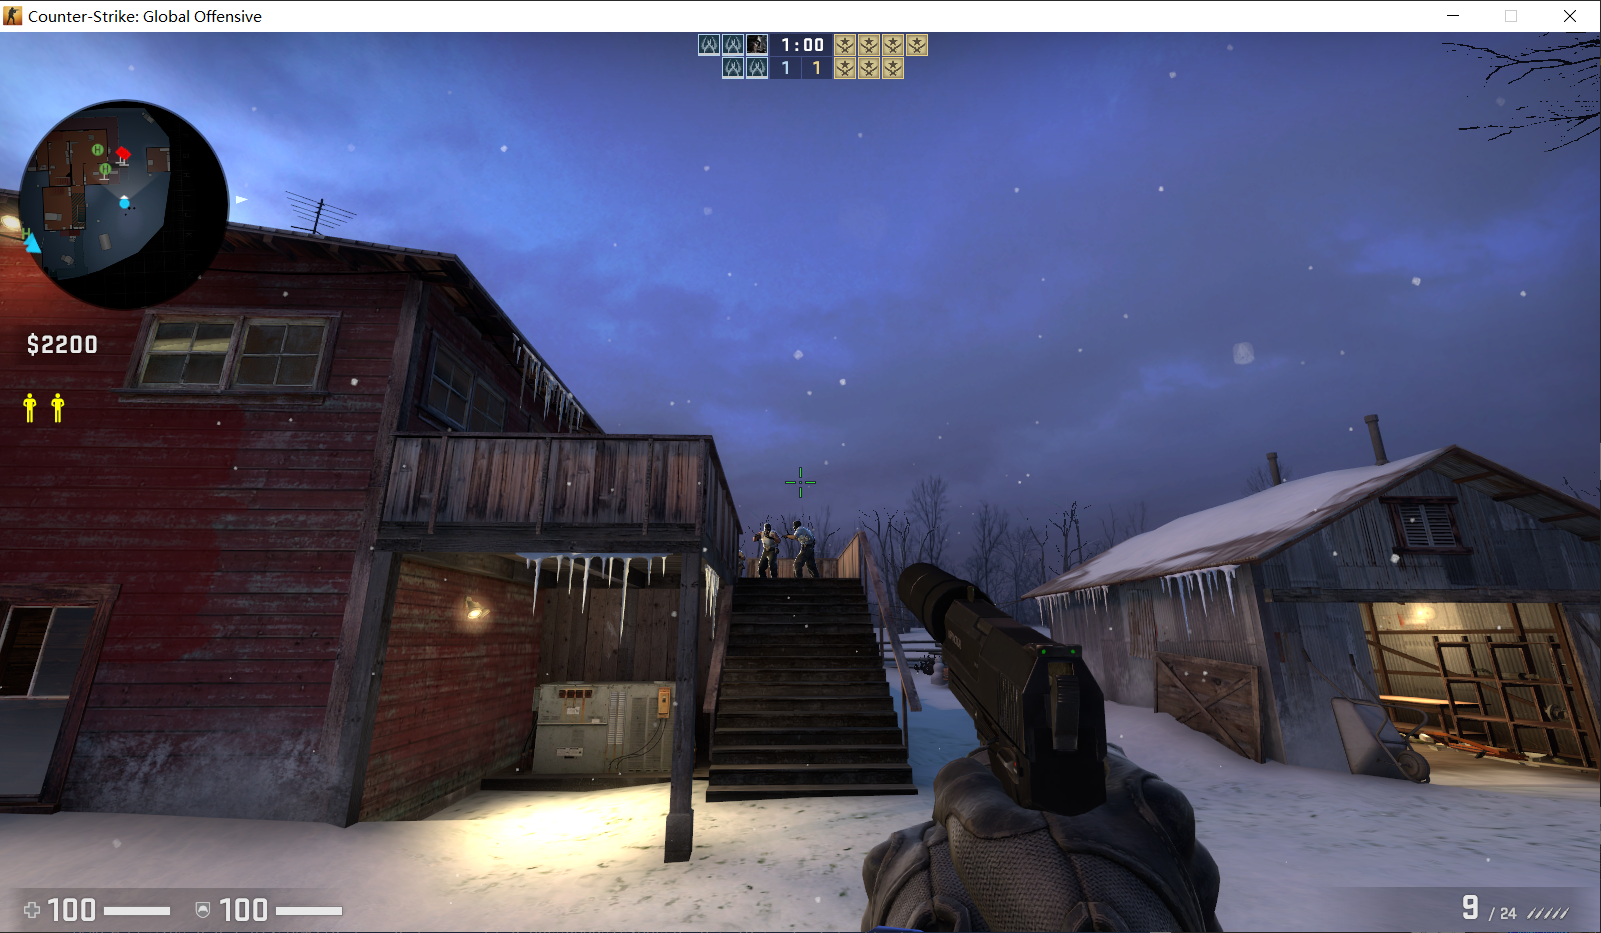 Counter-Strike: Global Offensive
1:00
1 1
H
H
H
$2200
100 100
9 / 24